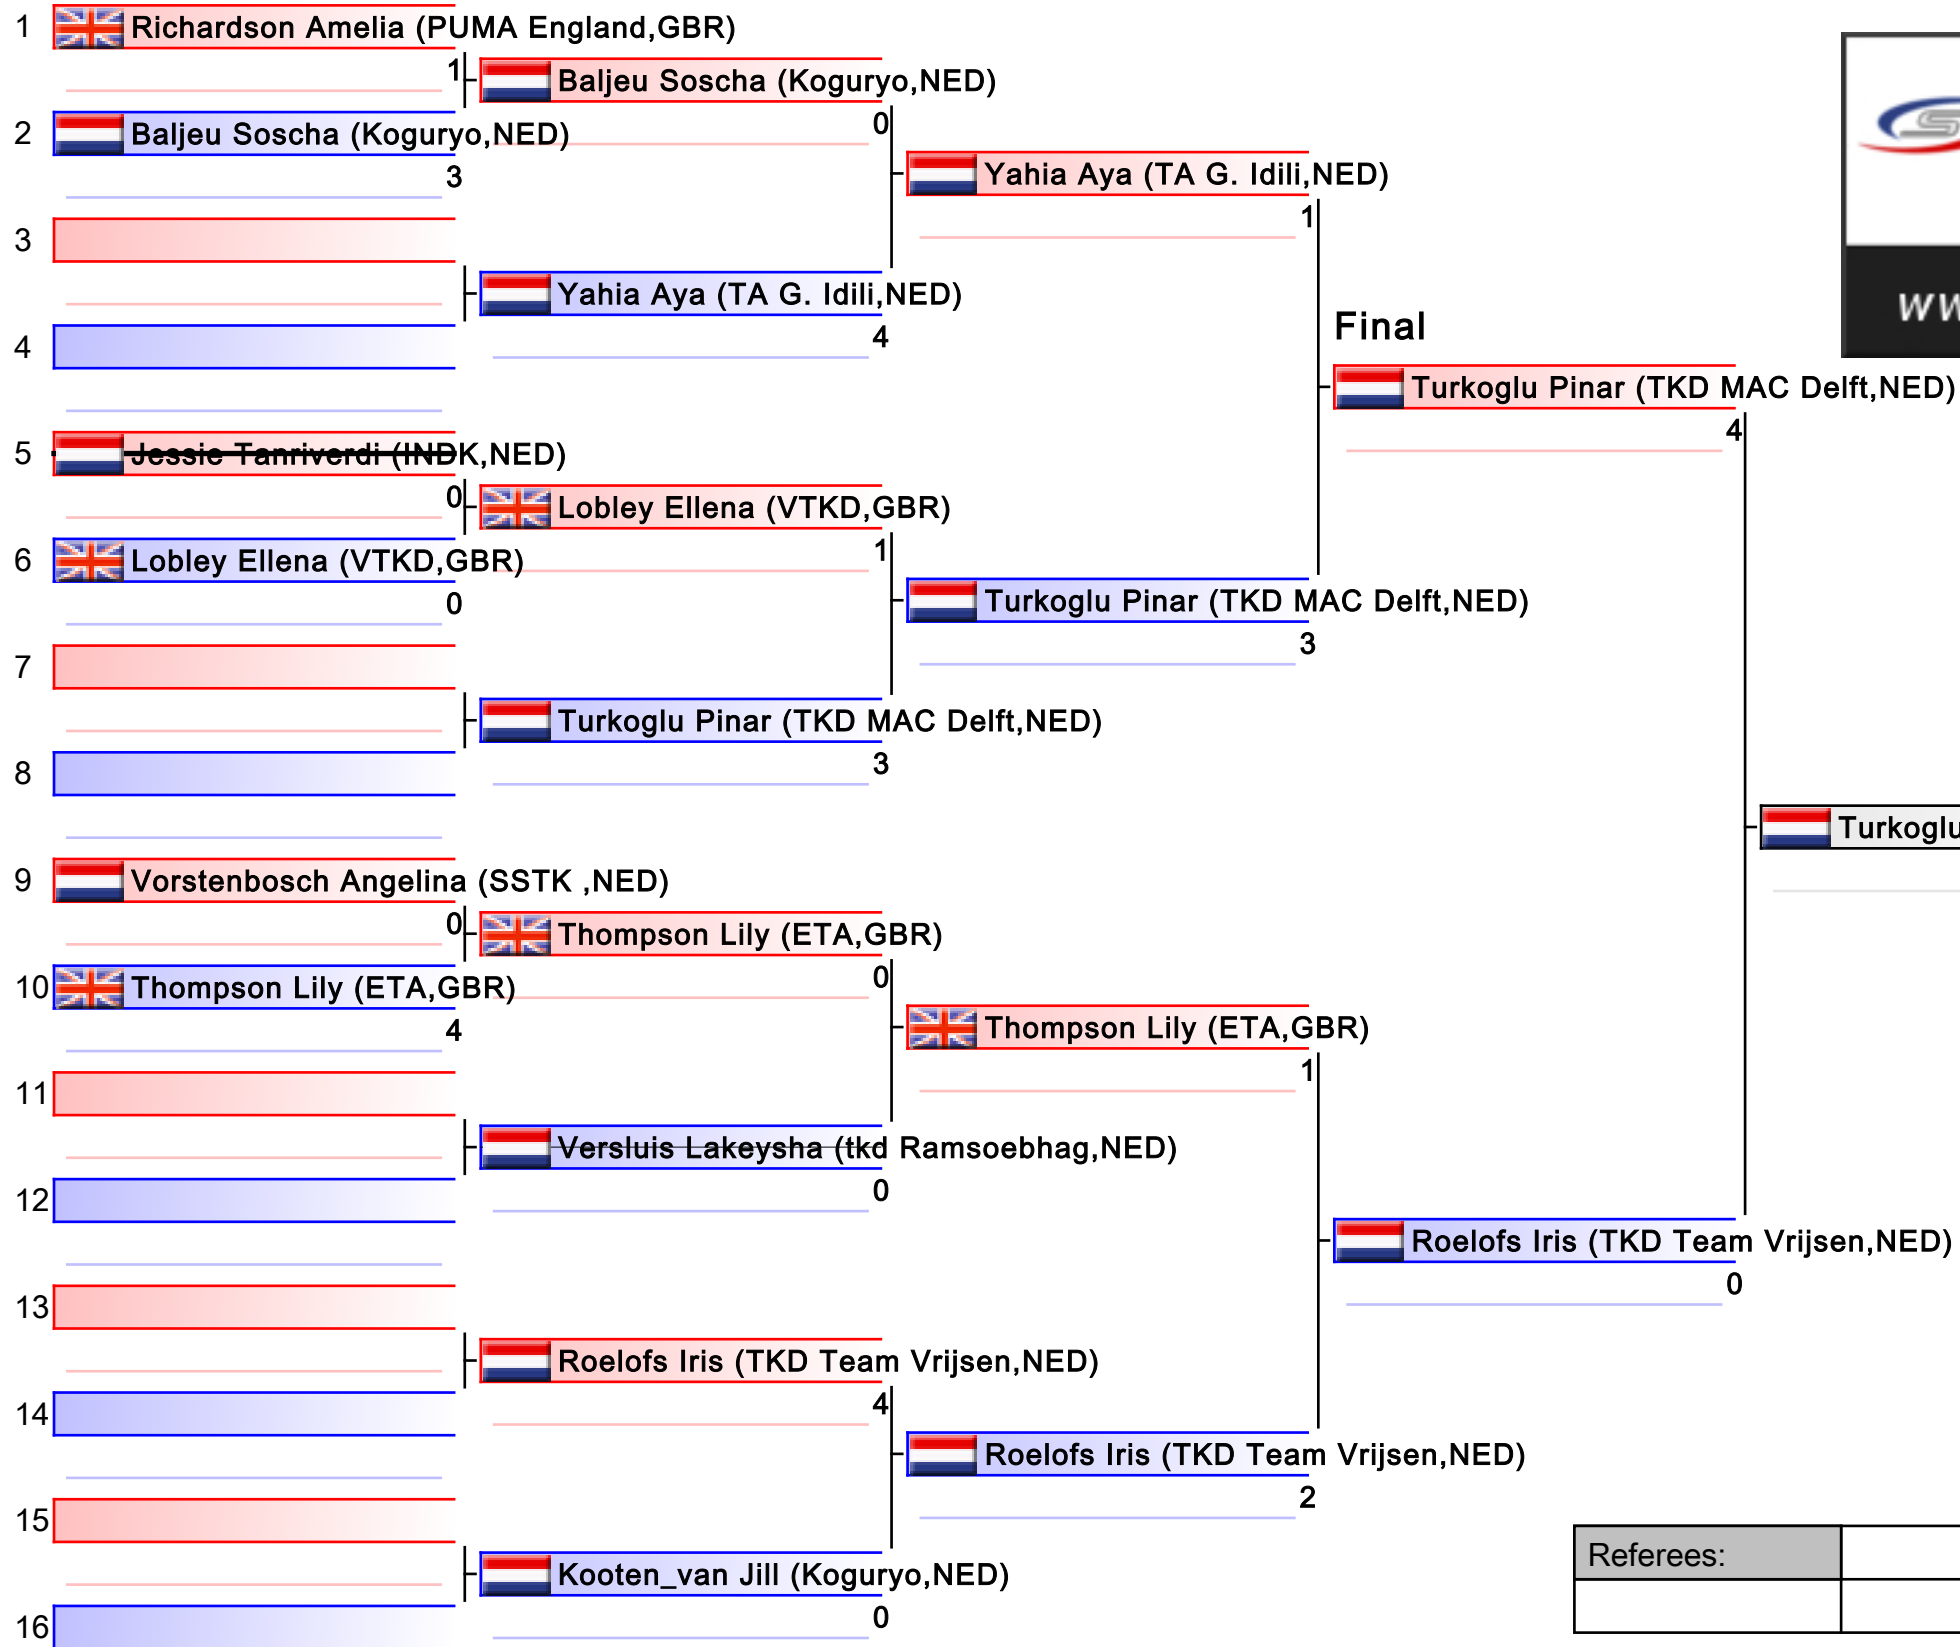 1 Richardson Amelia (PUMA England,GBR)
1
Baljeu Soscha (Koguryo,NED)
0
2 Baljeu Soscha (Koguryo,NED)
3
Yahia Aya (TA G. Idili,NED)
1
3
Yahia Aya (TA G. Idili,NED)
4
4
Final
Turkoglu Pinar (TKD MAC Delft,NED)
4
5 Jessie Tanriverdi (INDK,NED)
0
Lobley Ellena (VTKD,GBR)
1
6 Lobley Ellena (VTKD,GBR)
0
Turkoglu Pinar (TKD MAC Delft,NED)
3
7
Turkoglu Pinar (TKD MAC Delft,NED)
3
8
Turkoglu
9 Vorstenbosch Angelina (SSTK ,NED)
0
Thompson Lily (ETA,GBR)
0
10 Thompson Lily (ETA,GBR)
4
Thompson Lily (ETA,GBR)
1
11
Versluis Lakeysha (tkd Ramsoebhag,NED)
0
12
Roelofs Iris (TKD Team Vrijsen,NED)
0
13
Roelofs Iris (TKD Team Vrijsen,NED)
4
14
Roelofs Iris (TKD Team Vrijsen,NED)
2
15
Kooten_van Jill (Koguryo,NED)
0
16
Referees: